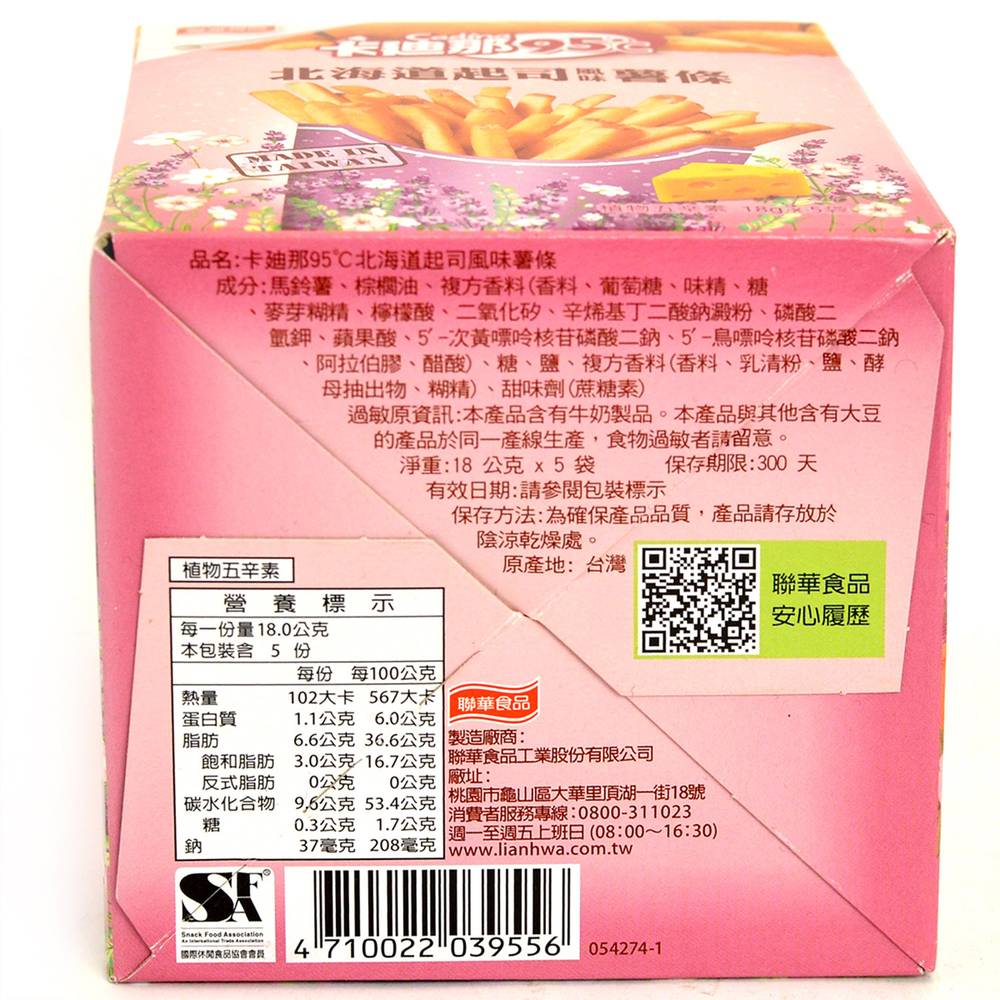 卡迪那95℃
北海道起司風味薯條
MADE IN
TAIWAN
品名:卡廸那95℃北海道起司風味薯條
成分:馬鈴薯、棕櫚油、複方香料(香料、葡萄糖、味精、糖
、麥芽糊精、檸檬酸、二氧化矽、辛烯基丁二酸鈉澱粉、磷酸二
氫鉀、蘋果酸、5′-次黃嘌呤核苷磷酸二鈉、5′-鳥嘌呤核苷磷酸二鈉
、阿拉伯膠、醋酸)、糖、鹽、複方香料(香料、乳清粉、鹽、酵
母抽出物、糊精)、甜味劑(蔗糖素)
過敏原資訊:本產品含有牛奶製品。本產品與其他含有大豆
的產品於同一產線生產，食物過敏者請留意。
淨重:18 公克 x 5 袋 保存期限:300 天
有效日期:請參閱包裝標示
保存方法:為確保產品品質，產品請存放於
陰涼乾燥處。
原產地: 台灣
聯華食品
安心履歷
植物五辛素
營養標示
每一份量18.0公克
本包裝含 5 份
每份 每100公克
熱量 102大卡 567大卡
蛋白質 1.1公克 6.0公克
脂肪 6.6公克 36.6公克
飽和脂肪 3.0公克 16.7公克
反式脂肪 0公克 0公克
碳水化合物 9.6公克 53.4公克
糖 0.3公克 1.7公克
鈉 37毫克 208毫克
聯華食品
製造廠商:
聯華食品工業股份有限公司
廠址:
桃園市龜山區大華里頂湖一街18號
消費者服務專線:0800-311023
週一至週五上班日(08:00～16:30)
www.lianhwa.com.tw
SFA®
Snack Food Association
An International Trade Association
國際休閒食品協會會員
4 710022 039556
054274-1